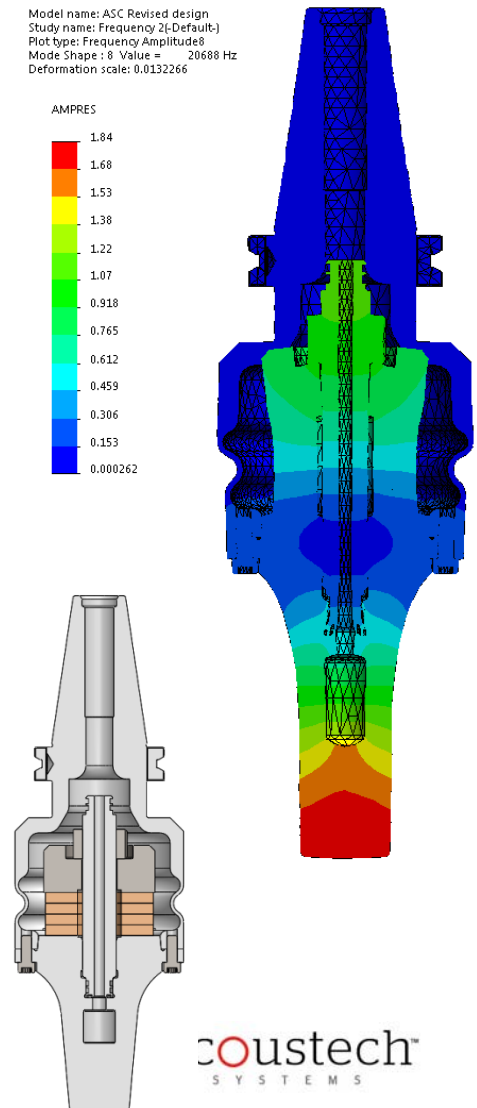 Model name: ASC Revised design
Study name: Frequency 2(-Default-)
Plot type: Frequency Amplitude8
Mode Shape : 8 Value = 20688 Hz
Deformation scale: 0.0132266
AMPRES
1.84
1.68
1.53
1.38
1.22
1.07
0.918
0.765
0.612
0.459
0.306
0.153
0.000262
coustech™
SYSTEMS